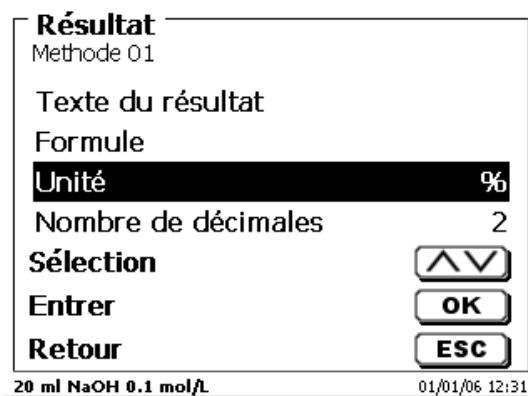 Résultat
Methode 01
Texte du résultat
Formule
Unité %
Nombre de décimales 2
Sélection
Entrer OK
Retour ESC
20 ml NaOH 0.1 mol/L 01/01/06 12:31